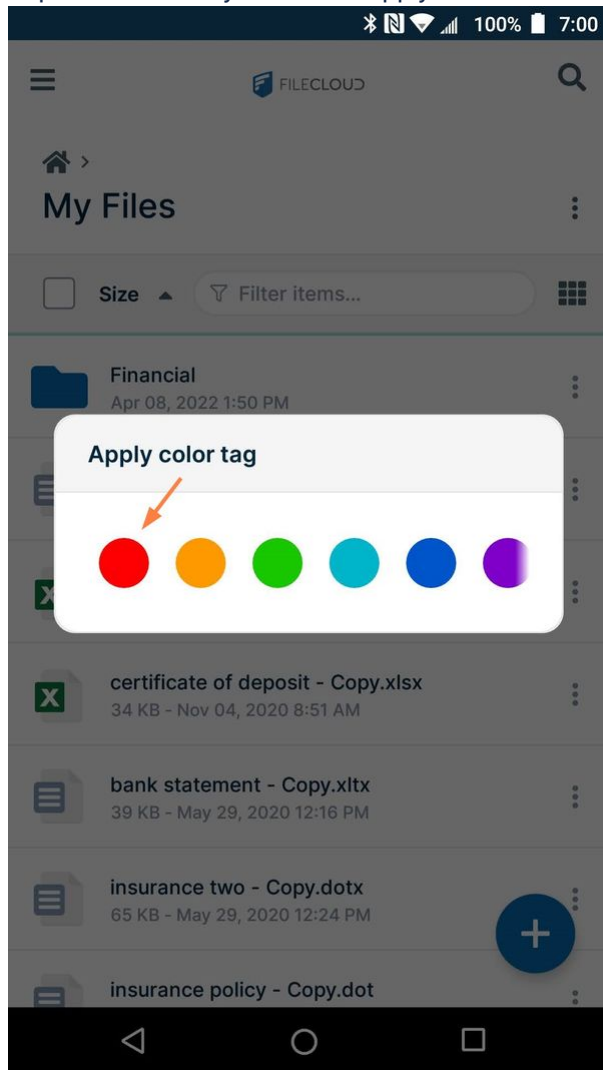 100% 7:00
FILECLOUD
My Files
Size Filter items...
Financial
Apr 08, 2022 1:50 PM
Apply color tag
certificate of deposit - Copy.xlsx
34 KB - Nov 04, 2020 8:51 AM
bank statement - Copy.xltx
39 KB - May 29, 2020 12:16 PM
insurance two - Copy.dotx
65 KB - May 29, 2020 12:24 PM
insurance policy - Copy.dot